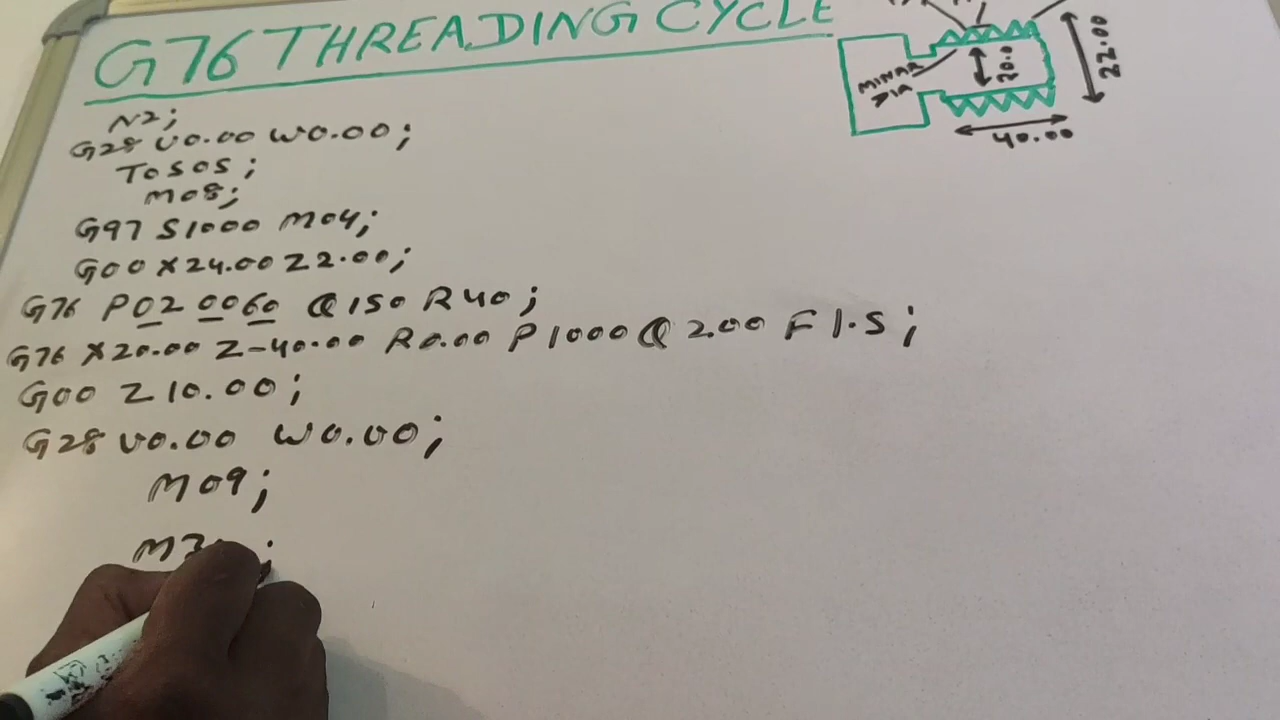 G76 THREADING CYCLE
N2;
G28 U0.00 W0.00;
T0505;
M08;
G97 S1000 M04;
G00 X24.00 Z2.00;
G76 P020060 Q150 R40;
G76 X20.00 Z-40.00 R0.00 P1000 Q200 F1.5;
G00 Z10.00;
G28 U0.00 W0.00;
M09;
MINAR
DIA
20.0
22.00
40.00